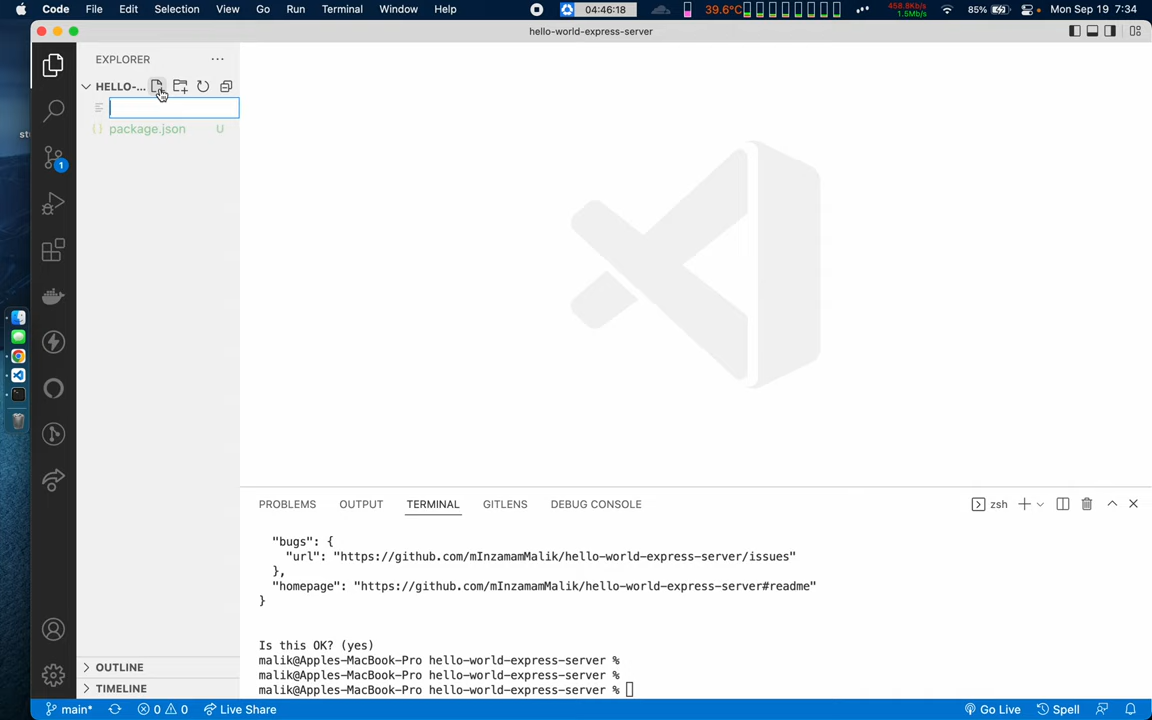 Code File Edit Selection View Go Run Terminal Window Help 04:46:18 39.6°C 458.8Kb/s 1.5Mb/s 85% Mon Sep 19 7:34
hello-world-express-server
EXPLORER
HELLO-...
package.json U
1
PROBLEMS OUTPUT TERMINAL GITLENS DEBUG CONSOLE zsh
"bugs": {
"url": "https://github.com/mInzamamMalik/hello-world-express-server/issues"
},
"homepage": "https://github.com/mInzamamMalik/hello-world-express-server#readme"
}
Is this OK? (yes)
malik@Apples-MacBook-Pro hello-world-express-server %
malik@Apples-MacBook-Pro hello-world-express-server %
malik@Apples-MacBook-Pro hello-world-express-server %
OUTLINE
TIMELINE
main* 0 0 Live Share Go Live Spell